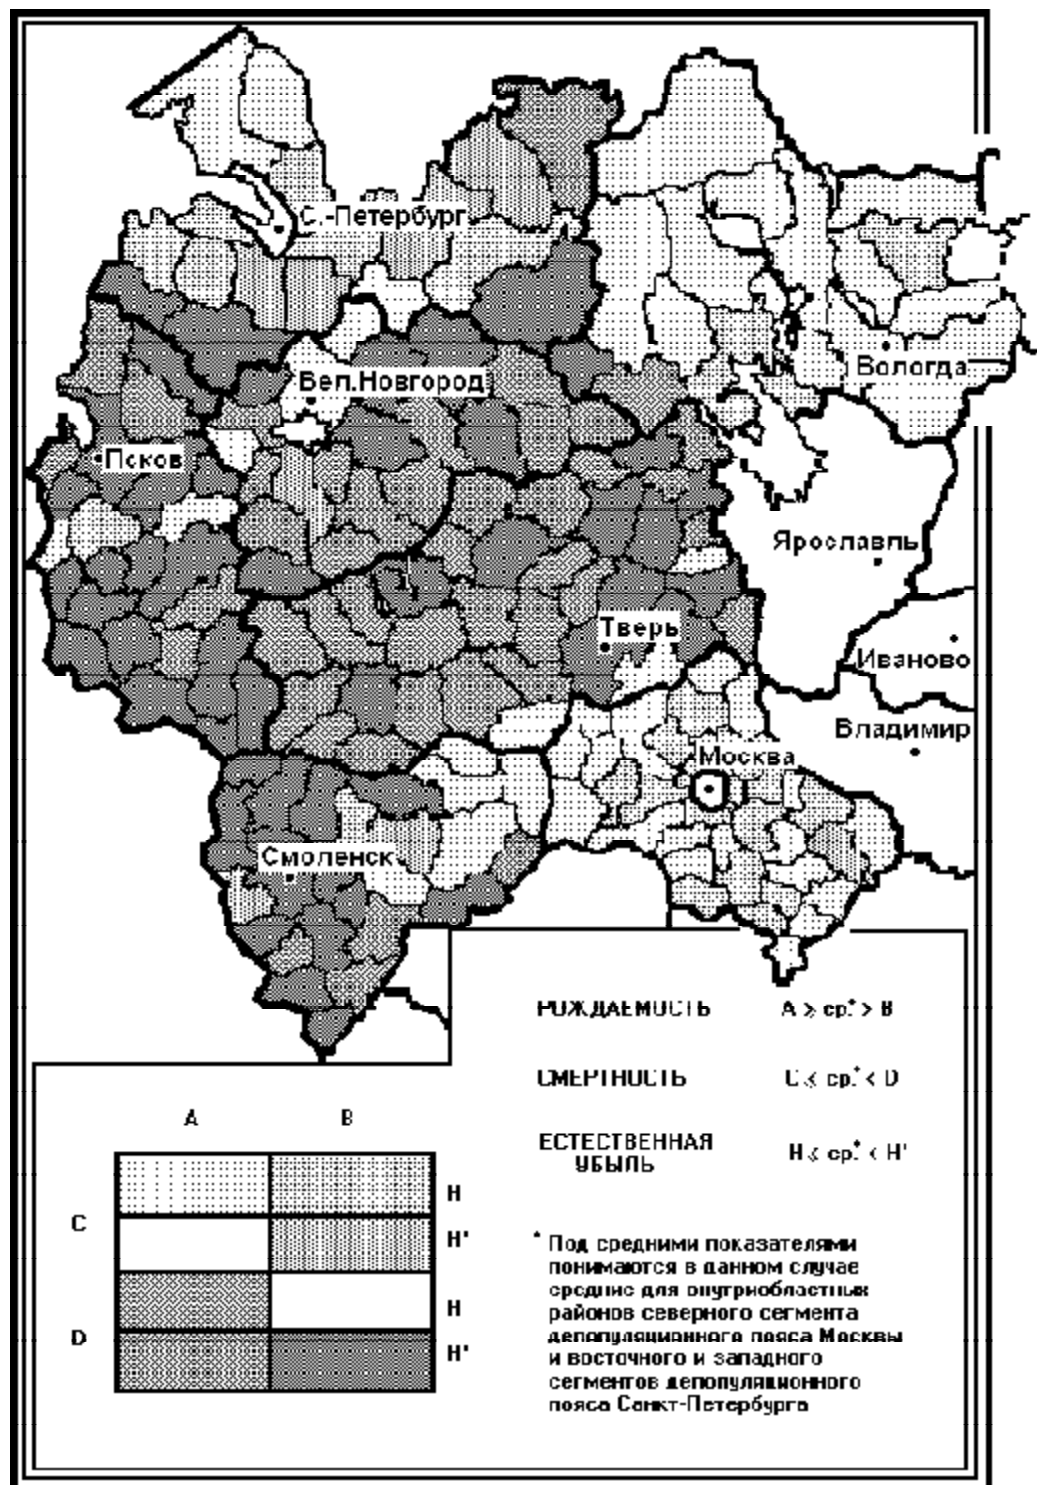 С.-Петербург
Вел.Новгород
Вологда
Псков
Ярославль
Тверь
Иваново
Владимир
Москва
Смоленск
РОЖДАЕМОСТЬ A ⩾ ср.* > B
СМЕРТНОСТЬ C ⩽ ср.* < D
ЕСТЕСТВЕННАЯ
УБЫЛЬ H ⩽ ср.* < H'
A B
C
D
H
H'
H
H'
* Под средними показателями
понимаются в данном случае
средние для внутриобластных
районов северного сегмента
депопуляционного пояса Москвы
и восточного и западного
сегментов депопуляционного
пояса Санкт-Петербурга